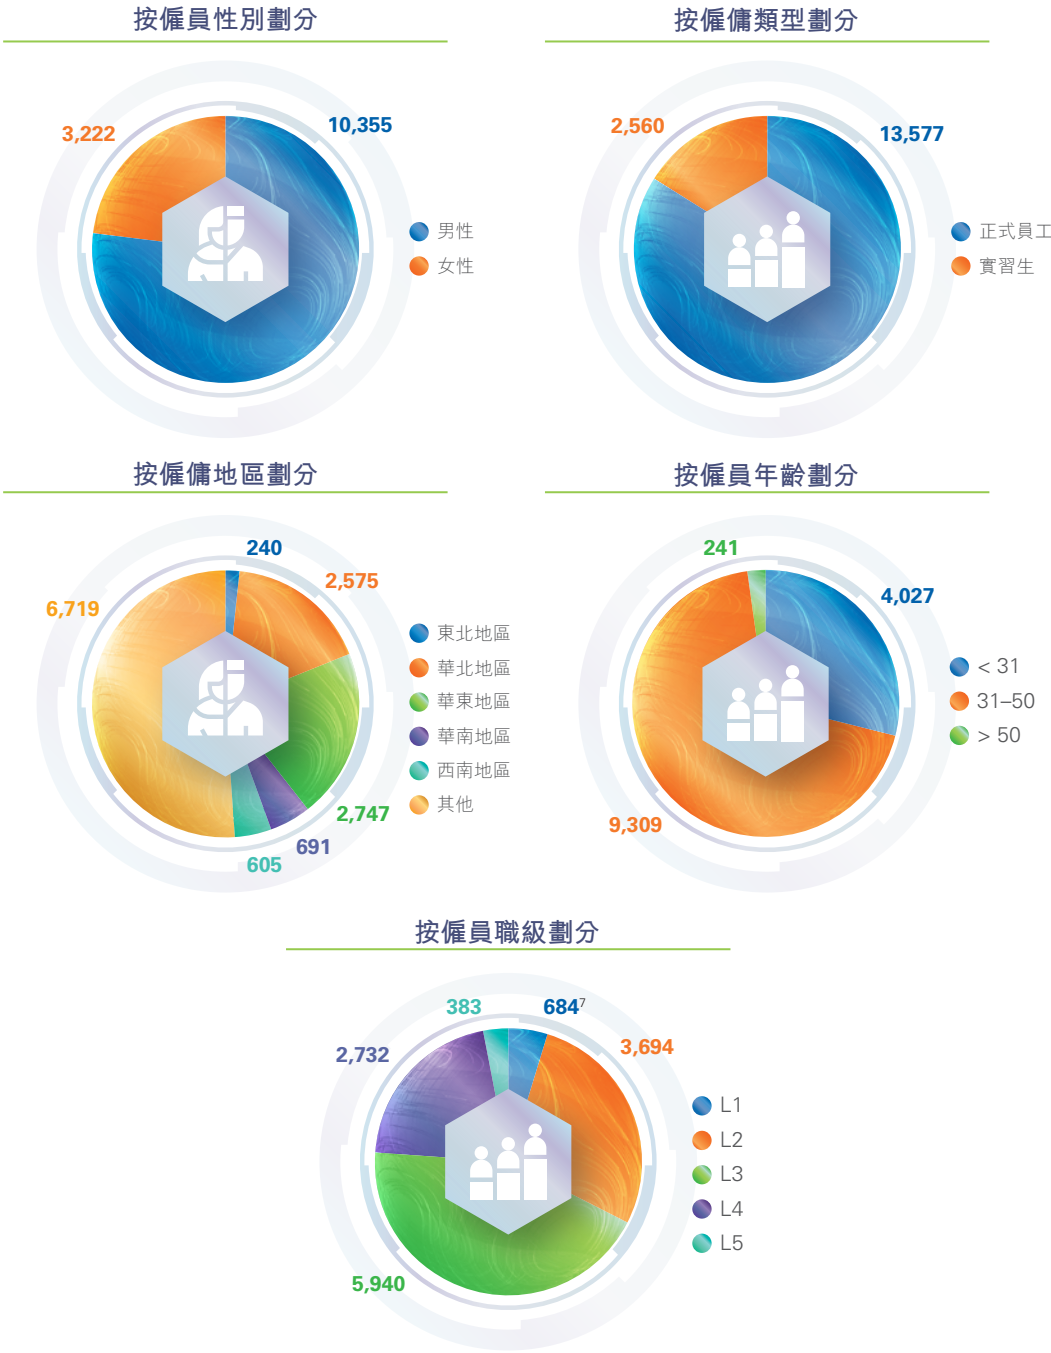 按僱員性別劃分
3,222
10,355
男性
女性
按僱傭類型劃分
2,560
13,577
正式員工
實習生
按僱傭地區劃分
240
2,575
6,719
2,747
691
605
東北地區
華北地區
華東地區
華南地區
西南地區
其他
按僱員年齡劃分
241
4,027
9,309
< 31
31–50
> 50
按僱員職級劃分
383
684⁷
2,732
3,694
5,940
L1
L2
L3
L4
L5